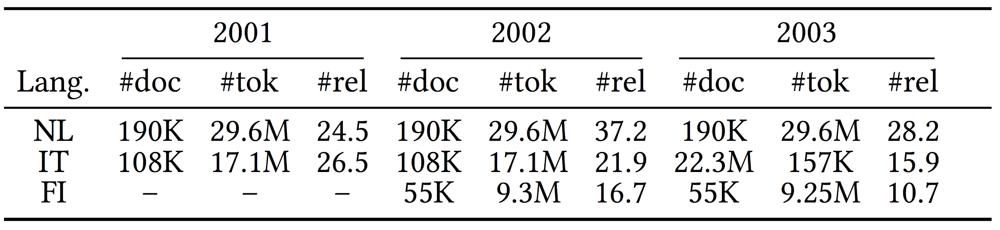 2001 2002 2003
Lang. #doc #tok #rel #doc #tok #rel #doc #tok #rel
NL 190K 29.6M 24.5 190K 29.6M 37.2 190K 29.6M 28.2
IT 108K 17.1M 26.5 108K 17.1M 21.9 22.3M 157K 15.9
FI – – – 55K 9.3M 16.7 55K 9.25M 10.7